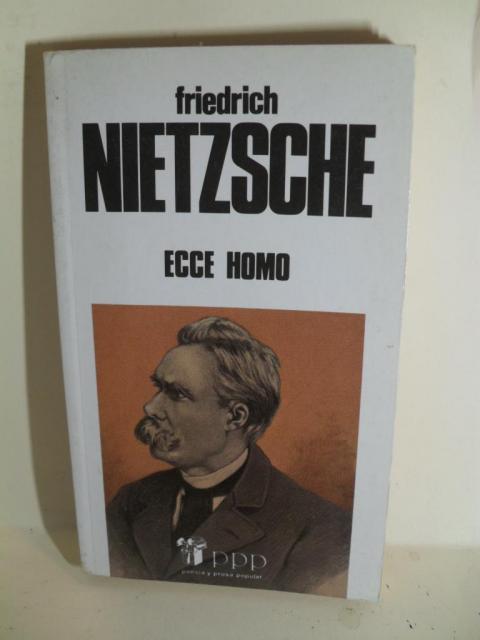 friedrich
NIETZSCHE
ECCE HOMO
ppp
poesía y prosa popular